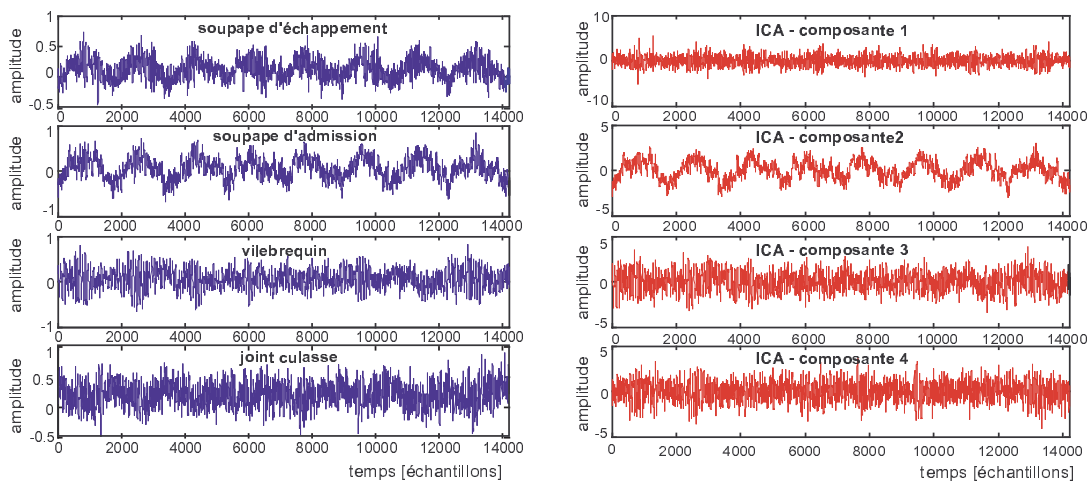 soupape d'échappement
amplitude
1
0.5
0
-0.5
0 2000 4000 6000 8000 10000 12000 14000
soupape d'admission
amplitude
1
0
-1
0 2000 4000 6000 8000 10000 12000 14000
vilebrequin
amplitude
1
0
-1
0 2000 4000 6000 8000 10000 12000 14000
joint culasse
amplitude
1
0.5
0
-0.5
0 2000 4000 6000 8000 10000 12000 14000
temps [échantillons]
ICA - composante 1
amplitude
10
0
-10
0 2000 4000 6000 8000 10000 12000 14000
ICA - composante2
amplitude
5
0
-5
0 2000 4000 6000 8000 10000 12000 14000
ICA - composante 3
amplitude
5
0
-5
0 2000 4000 6000 8000 10000 12000 14000
ICA - composante 4
amplitude
5
0
-5
0 2000 4000 6000 8000 10000 12000 14000
temps [échantillons]